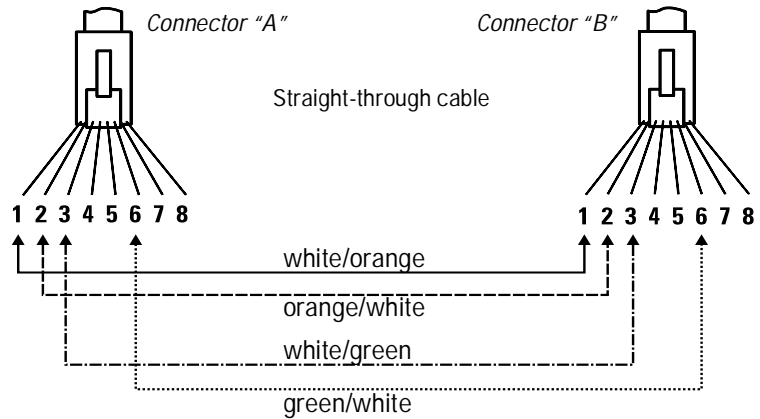 Connector “A”
Connector “B”
Straight-through cable
1 2 3 4 5 6 7 8
1 2 3 4 5 6 7 8
white/orange
orange/white
white/green
green/white